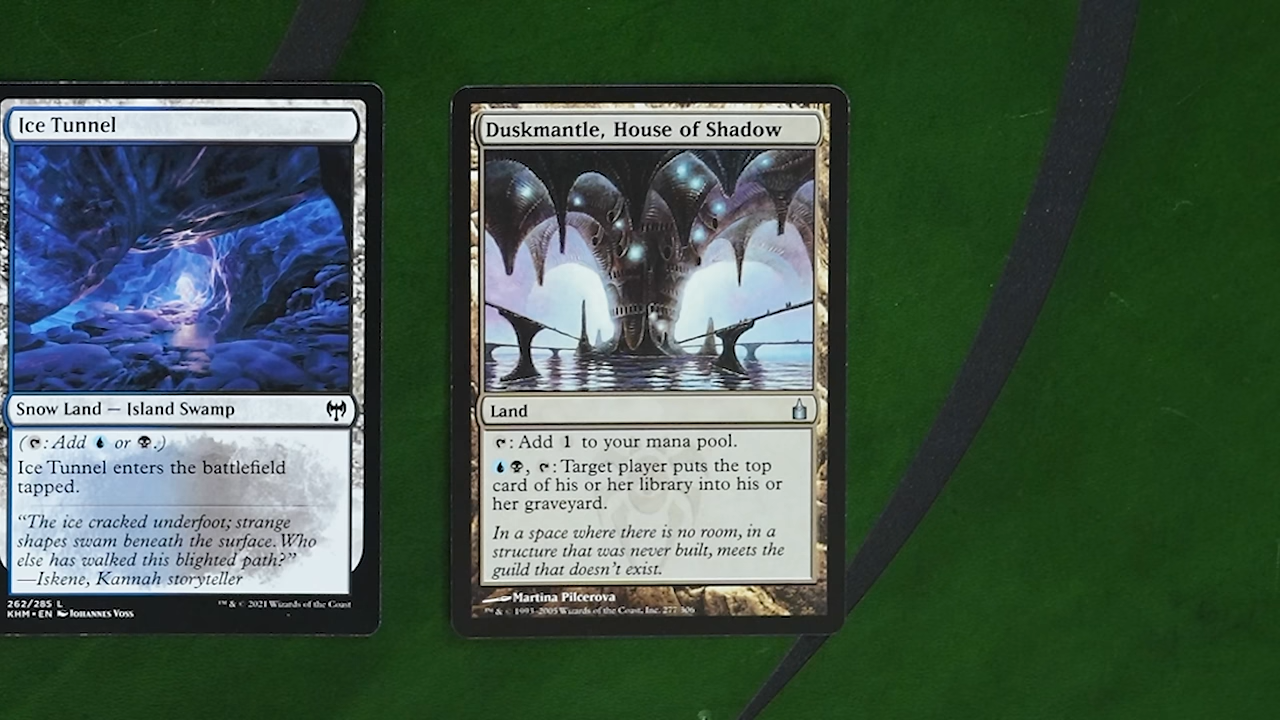 Ice Tunnel
Snow Land — Island Swamp
( : Add or .)
Ice Tunnel enters the battlefield
tapped.
“The ice cracked underfoot; strange
shapes swam beneath the surface. Who
else has walked this blighted path?”
—Iskene, Kannah storyteller
262/285 L
KHM • EN Johannes Voss
™ & © 2021 Wizards of the Coast
Duskmantle, House of Shadow
Land
: Add 1 to your mana pool.
, : Target player puts the top
card of his or her library into his or
her graveyard.
In a space where there is no room, in a
structure that was never built, meets the
guild that doesn’t exist.
Martina Pilcerova
™ & © 1993-2005 Wizards of the Coast, Inc. 277/306